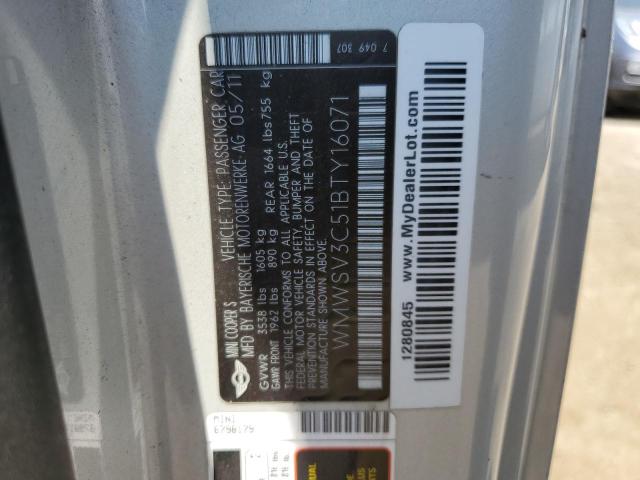 MINI COOPER S
VEHICLE TYPE: PASSENGER CAR
MFD BY BAYERISCHE MOTORENWERKE-AG 05/11
GVWR 3538 lbs 1605 kg
GAWR FRONT 1962 lbs 890 kg REAR 1664 lbs 755 kg
THIS VEHICLE CONFORMS TO ALL APPLICABLE U.S.
FEDERAL MOTOR VEHICLE SAFETY, BUMPER AND THEFT
PREVENTION STANDARDS IN EFFECT ON THE DATE OF
MANUFACTURE SHOWN ABOVE.
WMWSV3C51BTY16071
7 049 307
1280845 www.MyDealerLot.com
MINI